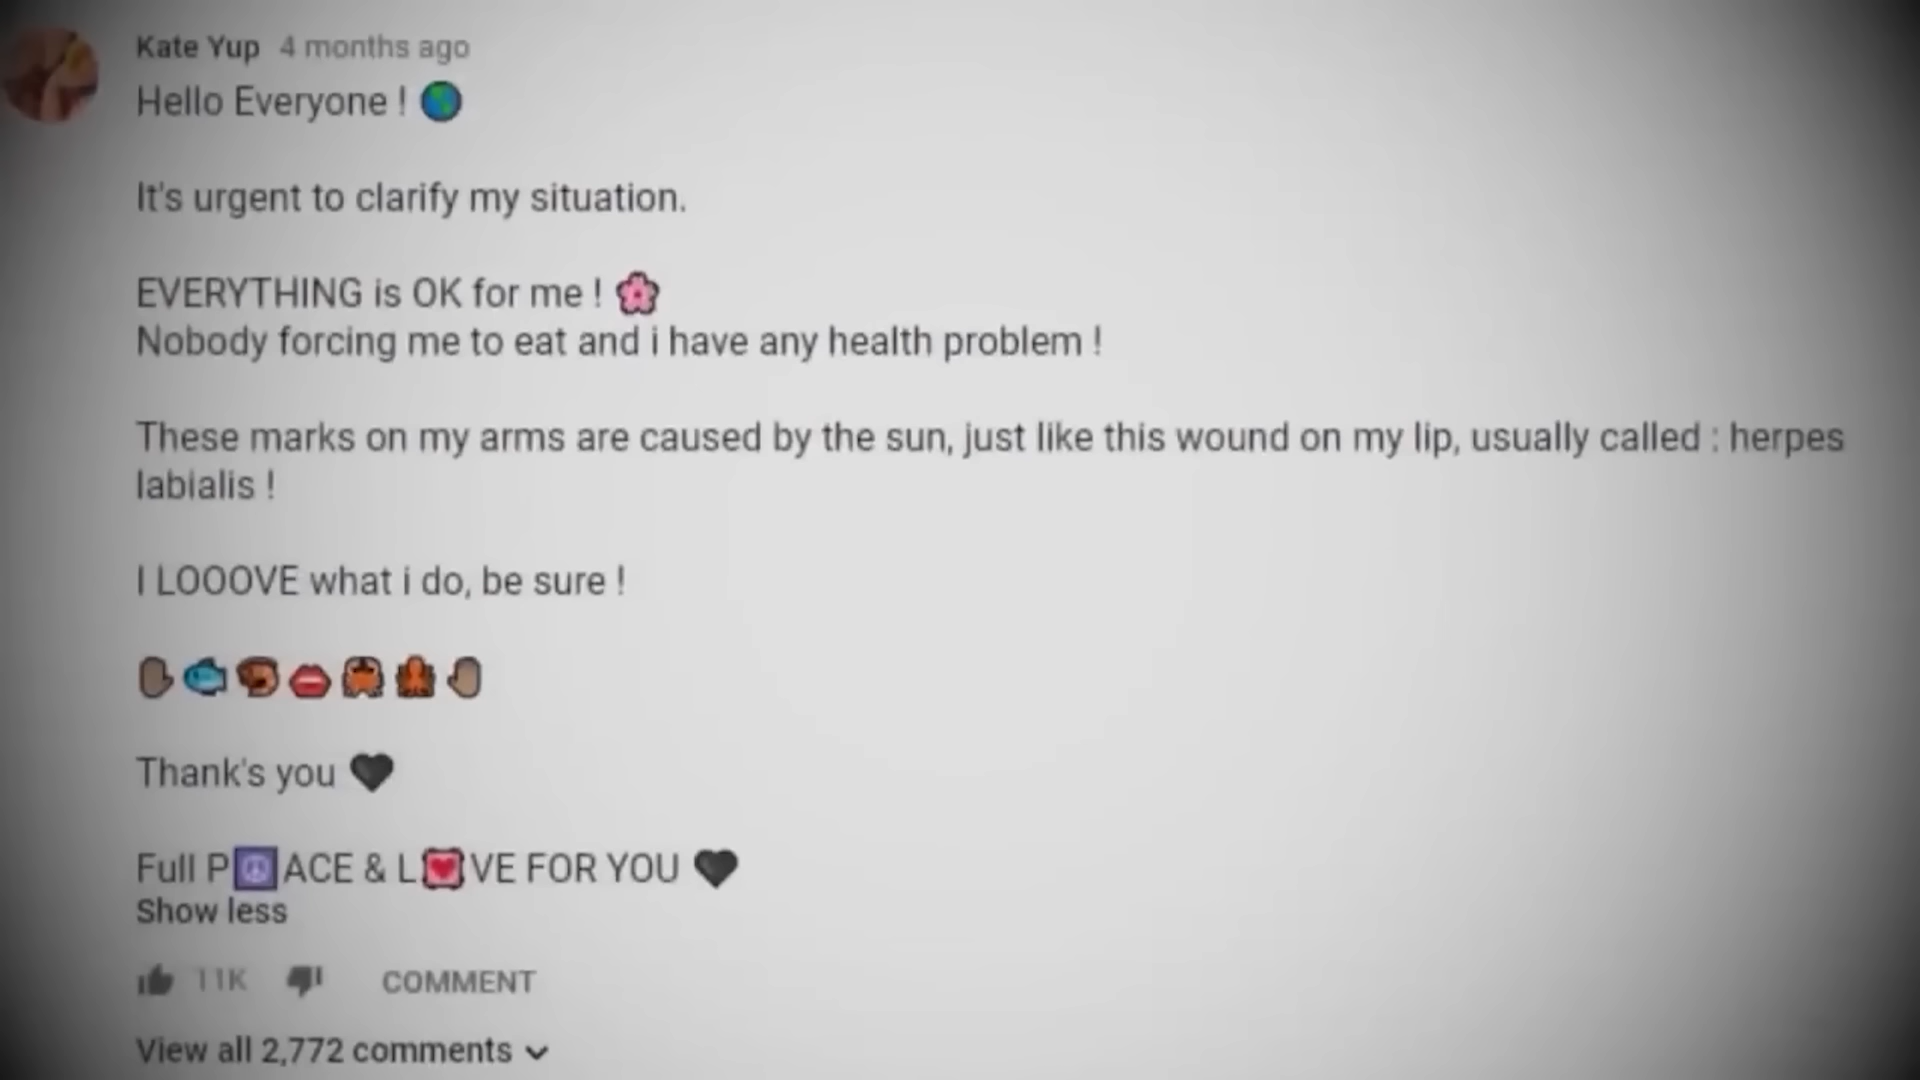 Kate Yup 4 months ago
Hello Everyone ! 🌎
It's urgent to clarify my situation.
EVERYTHING is OK for me ! 🌸
Nobody forcing me to eat and i have any health problem !
These marks on my arms are caused by the sun, just like this wound on my lip, usually called : herpes
labialis !
I LOOOVE what i do, be sure !
Thank's you 🖤
Full P☮ACE & L💟VE FOR YOU 🖤
Show less
11K COMMENT
View all 2,772 comments